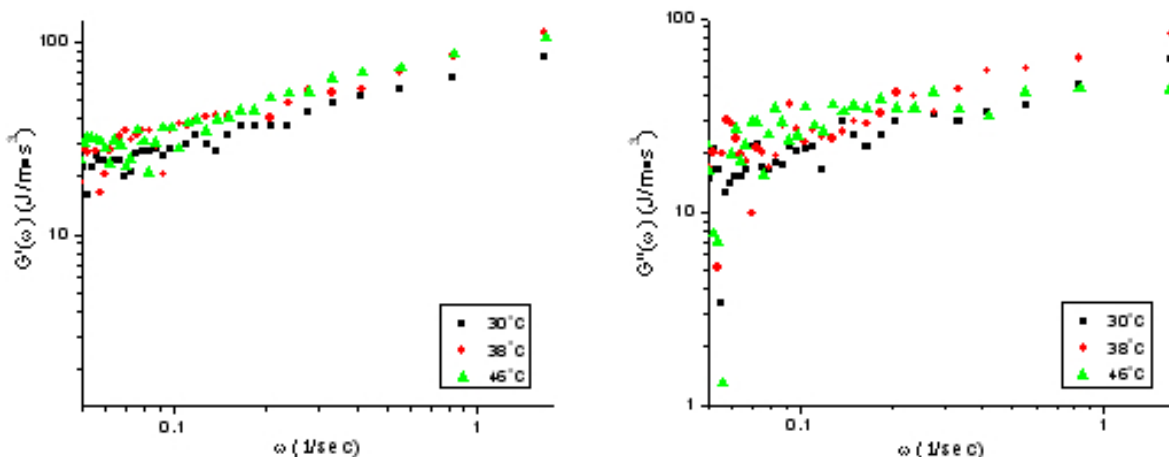 100
10
G'(ω) (J/m·s³)
30°C
38°C
46°C
0.1
1
ω (1/sec)
100
10
1
G"(ω) (J/m·s³)
30°C
38°C
46°C
0.1
1
ω (1/sec)